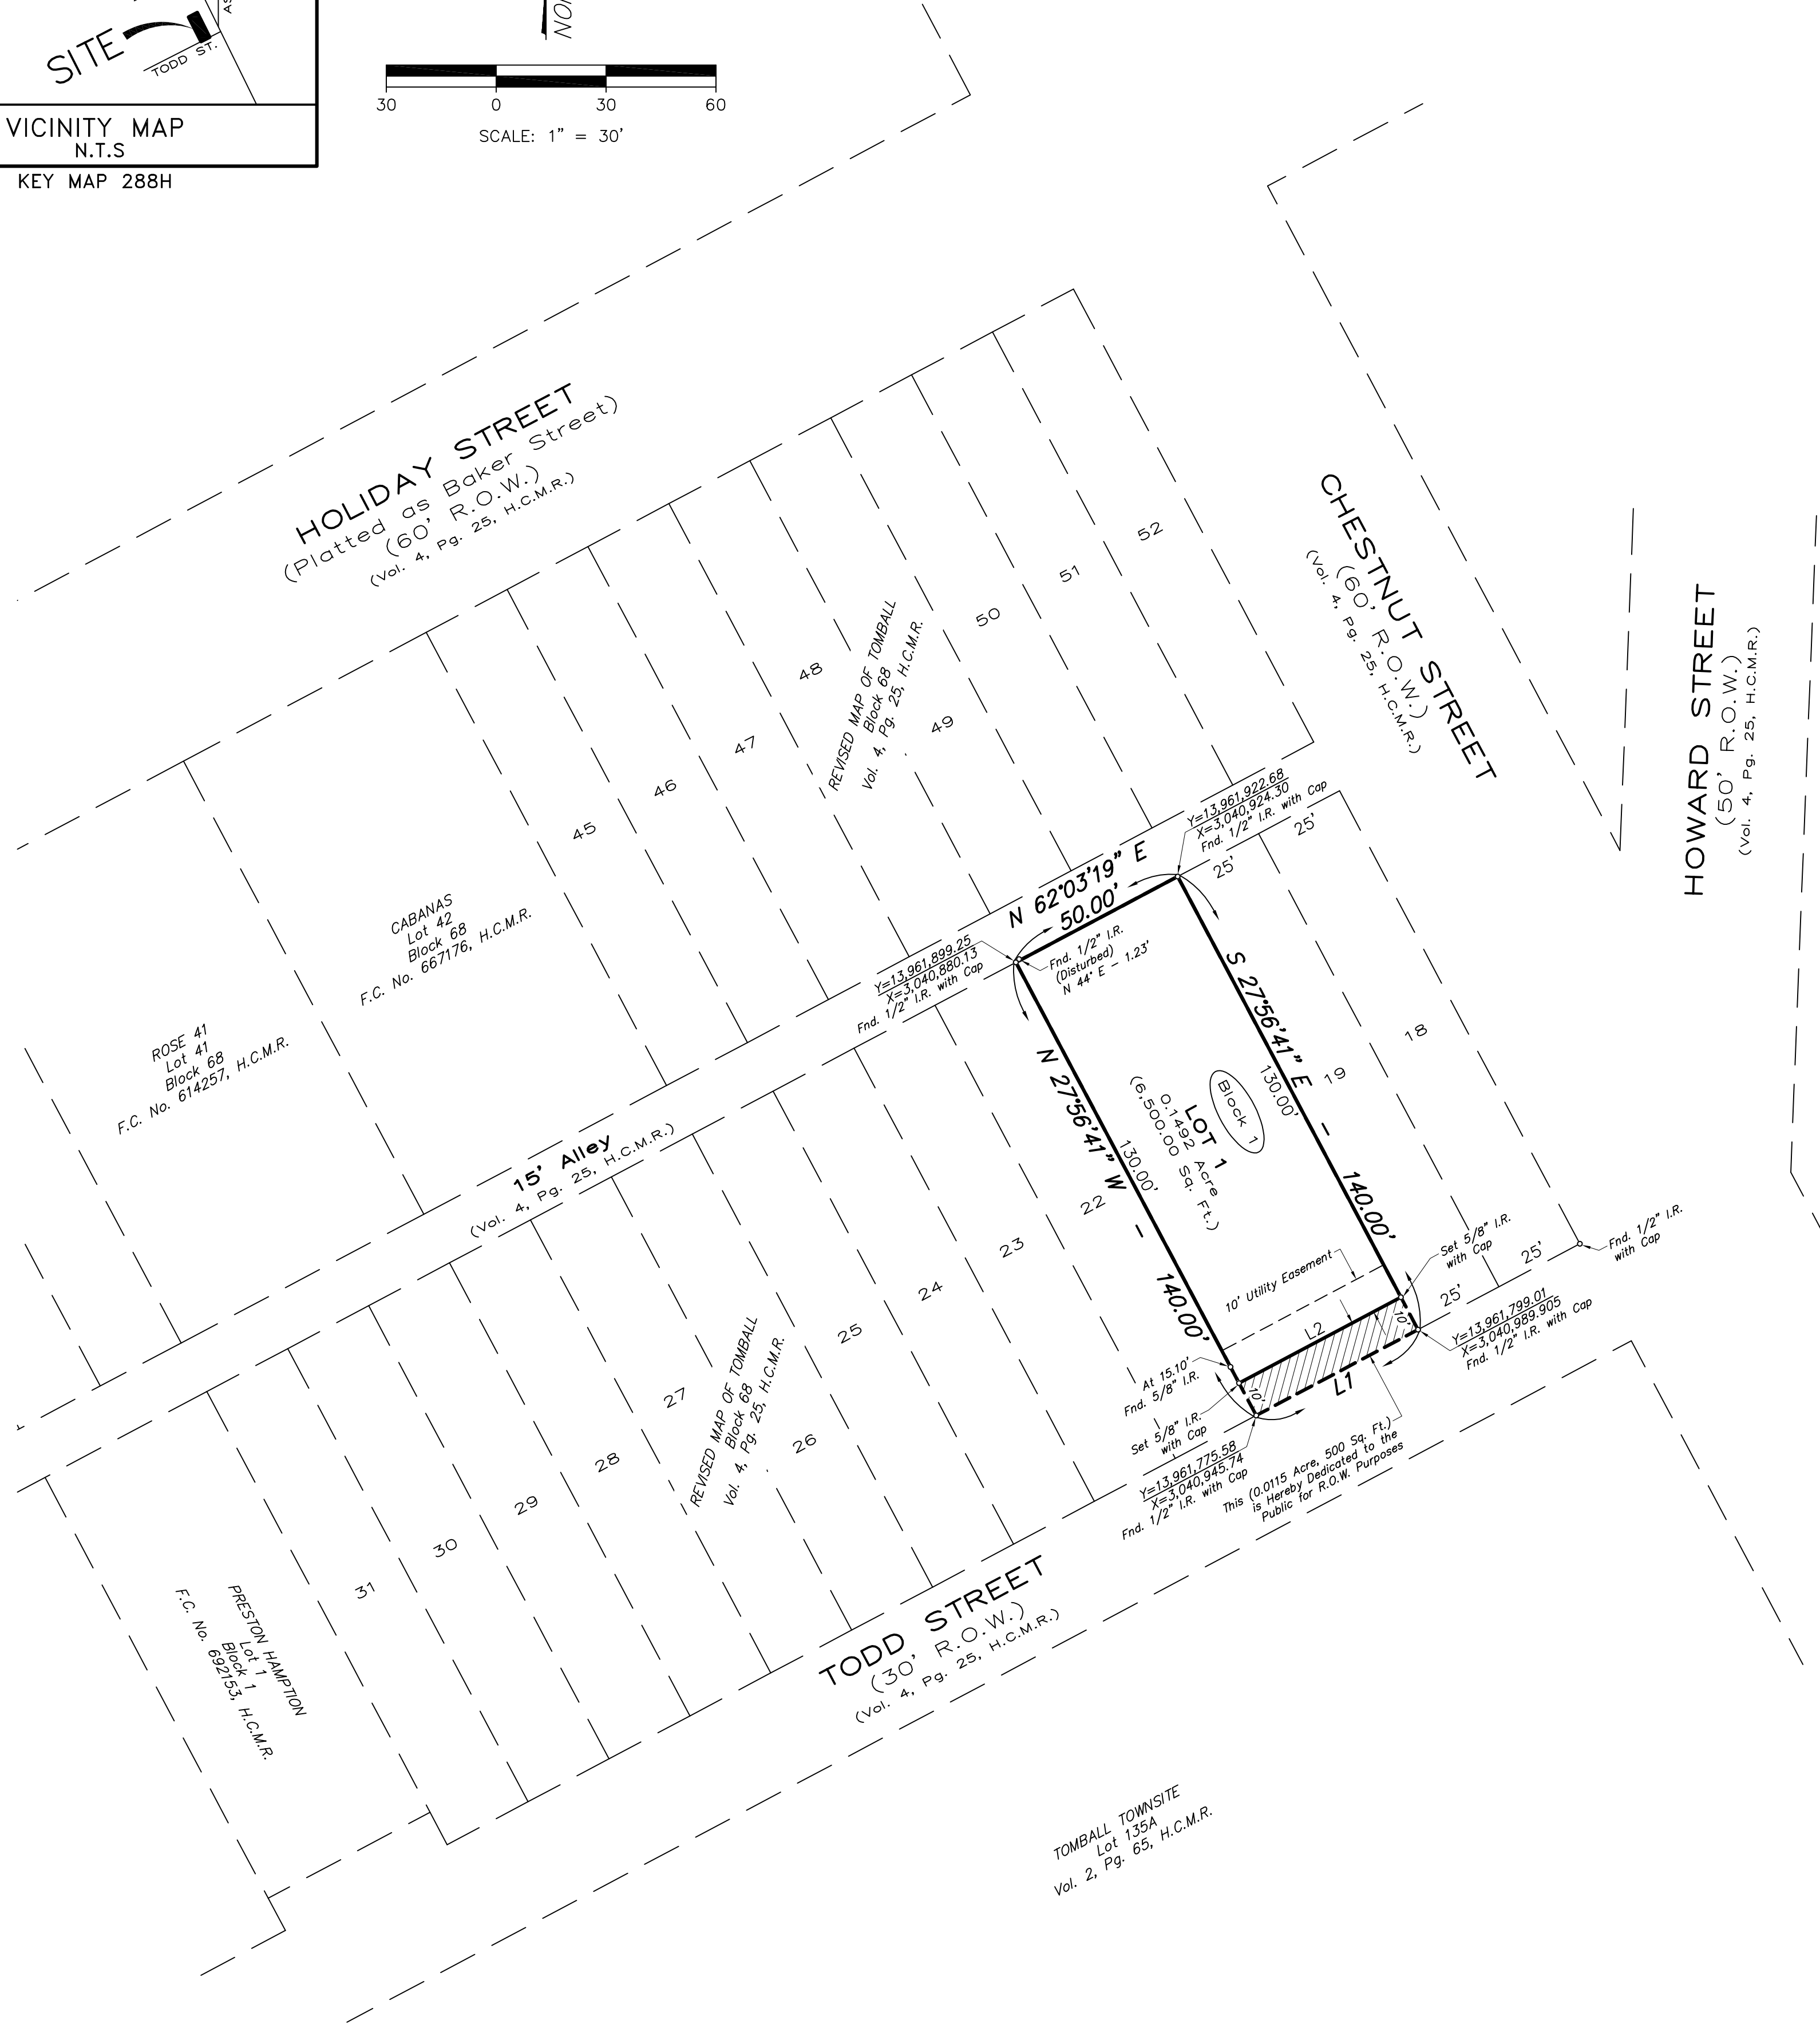 SITE
TODD ST.
VICINITY MAP
N.T.S
KEY MAP 288H
30 0 30 60
SCALE: 1" = 30'
HOLIDAY STREET
(Platted as Baker Street)
(60' R.O.W.)
(Vol. 4, Pg. 25, H.C.M.R.)
CHESTNUT STREET
(60' R.O.W.)
(Vol. 4, Pg. 25, H.C.M.R.)
HOWARD STREET
(50' R.O.W.)
(Vol. 4, Pg. 25, H.C.M.R.)
52
51
50
49
48
47
46
45
REVISED MAP OF TOMBALL
Block 68
Vol. 4, Pg. 25, H.C.M.R.
CABANAS
Lot 42
Block 68
F.C. No. 667176, H.C.M.R.
ROSE 41
Lot 41
Block 68
F.C. No. 614257, H.C.M.R.
15' Alley
(Vol. 4, Pg. 25, H.C.M.R.)
Y=13,961,922.68
X=3,040,924.30
Fnd. 1/2" I.R. with Cap
25'
25'
N 62°03'19" E
50.00'
Y=13,961,899.25
X=3,040,880.13
Fnd. 1/2" I.R. with Cap
Fnd. 1/2" I.R.
(Disturbed)
N 44° E - 1.23'
S 27°56'41" E - 140.00'
130.00'
N 27°56'41" W - 140.00'
130.00'
Block 1
LOT 1
0.1492 Acre
(6,500.00 Sq. Ft.)
18
19
22
23
24
25
26
27
28
29
30
31
10' Utility Easement
L2
L1
10'
10'
Set 5/8" I.R.
with Cap
25'
25'
Fnd. 1/2" I.R.
with Cap
Y=13,961,799.01
X=3,040,989.905
Fnd. 1/2" I.R. with Cap
At 15.10'
Fnd. 5/8" I.R.
Set 5/8" I.R.
with Cap
Y=13,961,775.58
X=3,040,945.74
Fnd. 1/2" I.R. with Cap
This (0.0115 Acre, 500 Sq. Ft.)
is Hereby Dedicated to the
Public for R.O.W. Purposes
REVISED MAP OF TOMBALL
Block 68
Vol. 4, Pg. 25, H.C.M.R.
PRESTON HAMPTION
Lot 1
Block 1
F.C. No. 692153, H.C.M.R.
TODD STREET
(30' R.O.W.)
(Vol. 4, Pg. 25, H.C.M.R.)
TOMBALL TOWNSITE
Lot 135A
Vol. 2, Pg. 65, H.C.M.R.